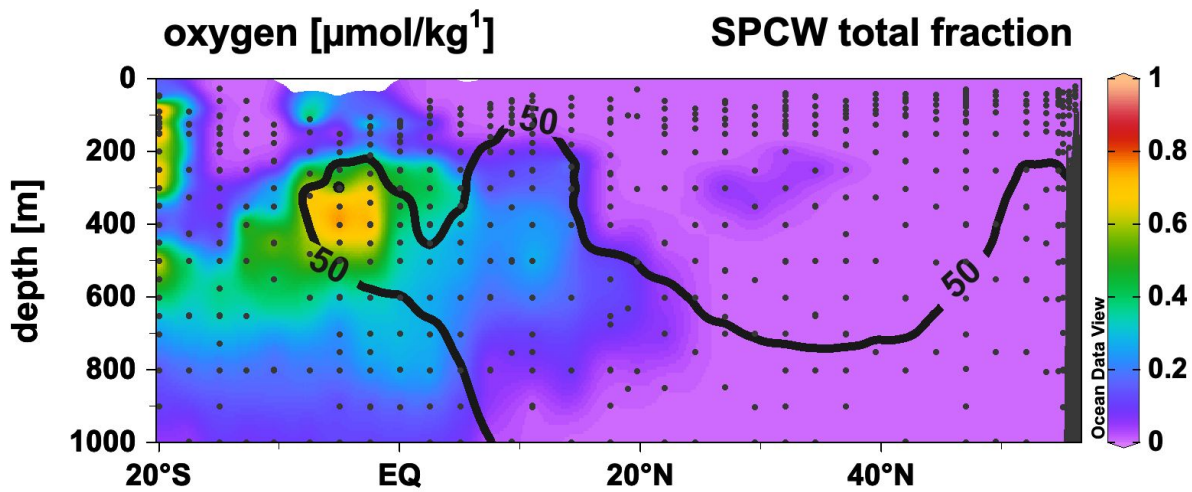 oxygen [µmol/kg¹]
SPCW total fraction
depth [m]
0
200
400
600
800
1000
20°S
EQ
20°N
40°N
50
50
50
Ocean Data View
1
0.8
0.6
0.4
0.2
0